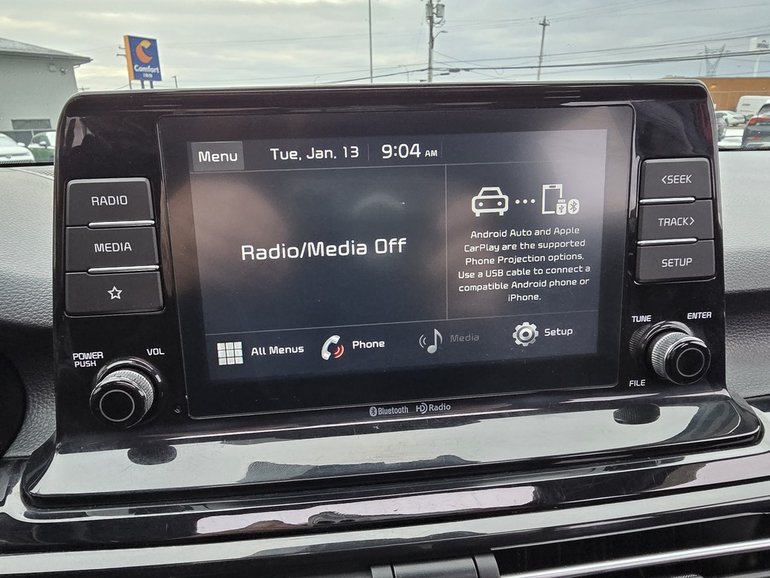 Comfort
INN
Menu
Tue, Jan. 13
9:04 AM
RADIO
MEDIA
<SEEK
TRACK>
SETUP
Radio/Media Off
Android Auto and Apple
CarPlay are the supported
Phone Projection options.
Use a USB cable to connect a
compatible Android phone or
iPhone.
All Menus
Phone
Media
Setup
POWER
PUSH
VOL
TUNE
ENTER
FILE
Bluetooth HD Radio